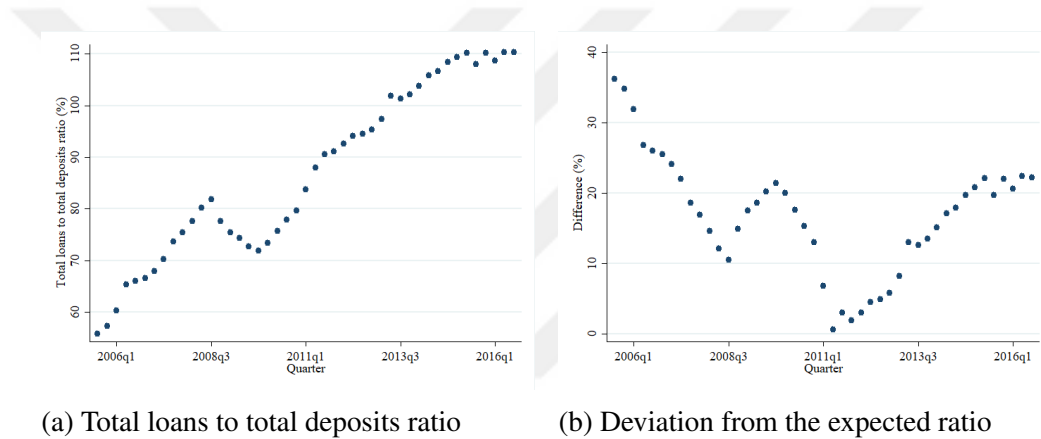 110
100
90
80
70
60
Total loans to total deposits ratio (%)
2006q1 2008q3 2011q1 2013q3 2016q1
Quarter
40
30
20
10
0
Difference (%)
2006q1 2008q3 2011q1 2013q3 2016q1
Quarter
(a) Total loans to total deposits ratio
(b) Deviation from the expected ratio